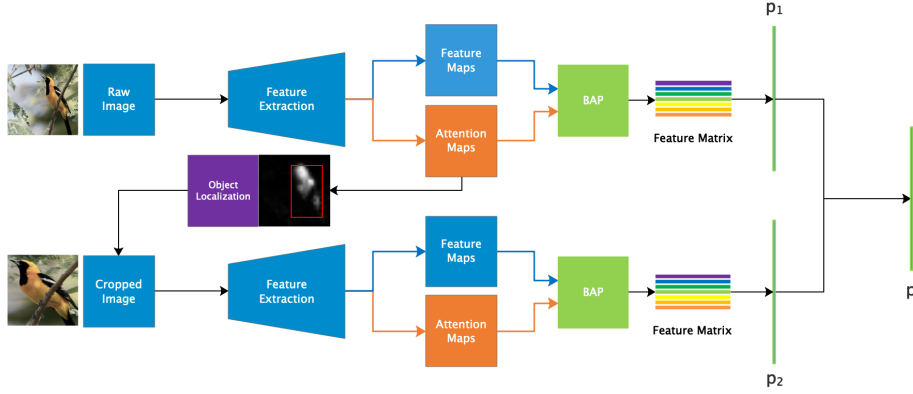 p1
Raw
Image
Feature
Extraction
Feature
Maps
Attention
Maps
BAP
Feature Matrix
Object
Localization
p
Cropped
Image
Feature
Extraction
Feature
Maps
Attention
Maps
BAP
Feature Matrix
p2